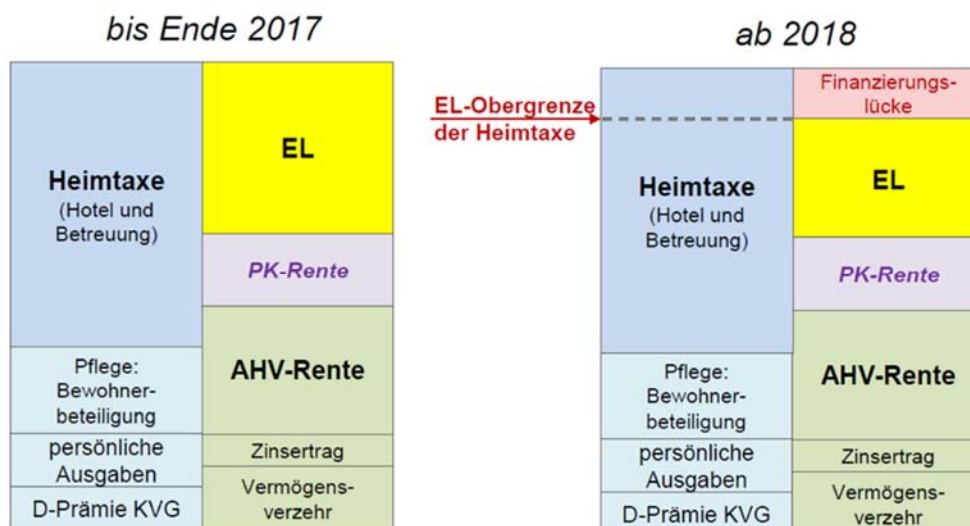 bis Ende 2017
Heimtaxe
(Hotel und
Betreuung)
Pflege:
Bewohner-
beteiligung
persönliche
Ausgaben
D-Prämie KVG
EL
PK-Rente
AHV-Rente
Zinsertrag
Vermögens-
verzehr
ab 2018
EL-Obergrenze
der Heimtaxe
Heimtaxe
(Hotel und
Betreuung)
Pflege:
Bewohner-
beteiligung
persönliche
Ausgaben
D-Prämie KVG
Finanzierungs-
lücke
EL
PK-Rente
AHV-Rente
Zinsertrag
Vermögens-
verzehr